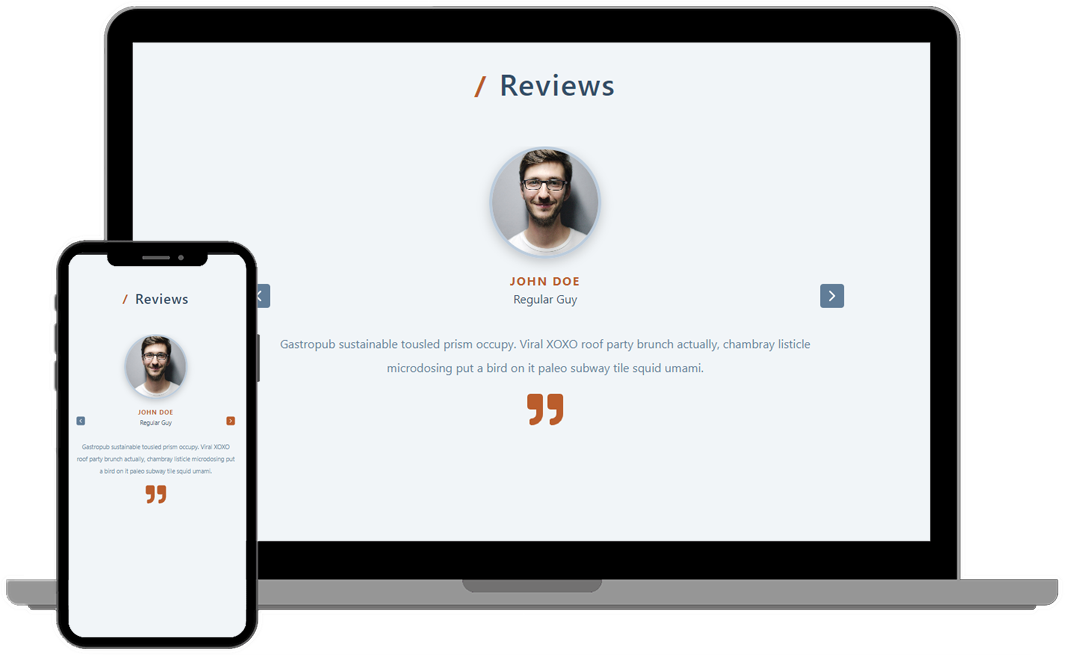 / Reviews
JOHN DOE
Regular Guy
Gastropub sustainable tousled prism occupy. Viral XOXO roof party brunch actually, chambray listicle
microdosing put a bird on it paleo subway tile squid umami.
”
/ Reviews
JOHN DOE
Regular Guy
Gastropub sustainable tousled prism occupy. Viral XOXO
roof party brunch actually, chambray listicle microdosing put
a bird on it paleo subway tile squid umami.
”